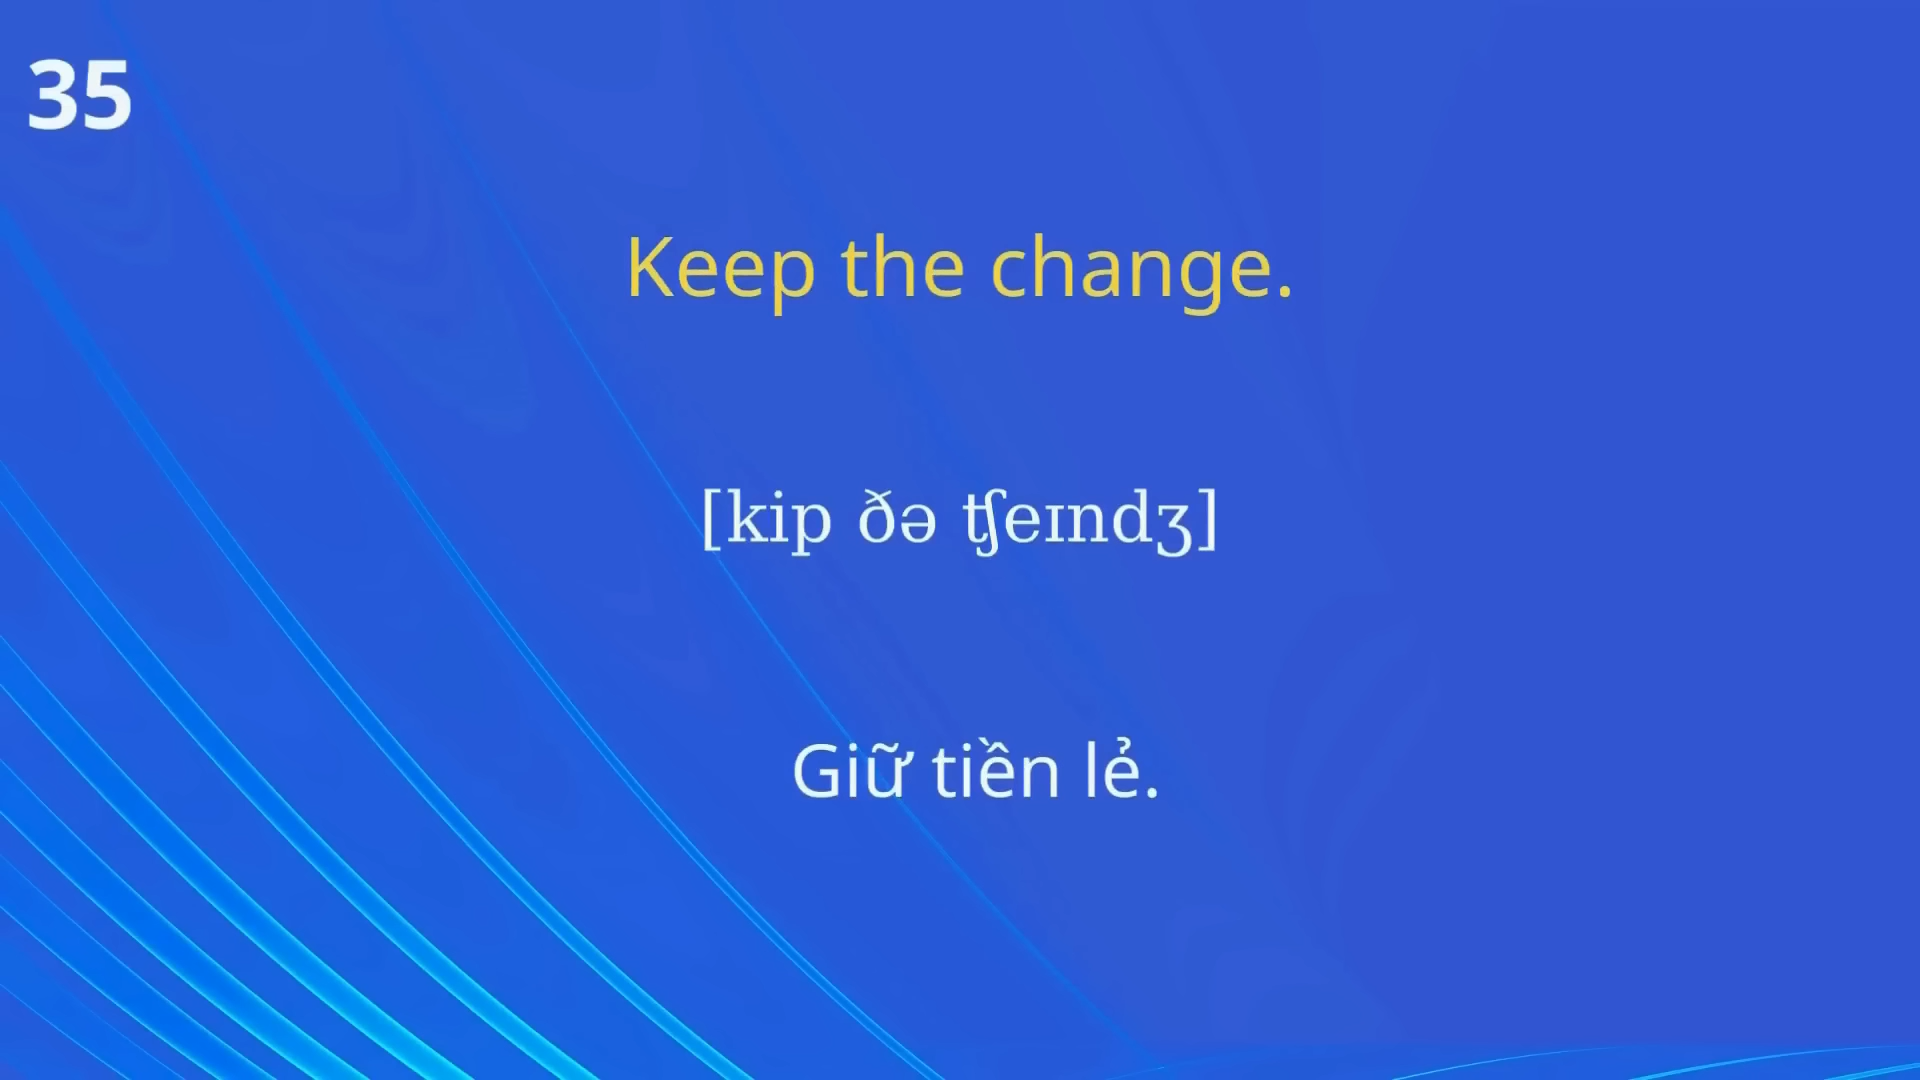 35
Keep the change.
[kip ðə ʧeɪndʒ]
Giữ tiền lẻ.